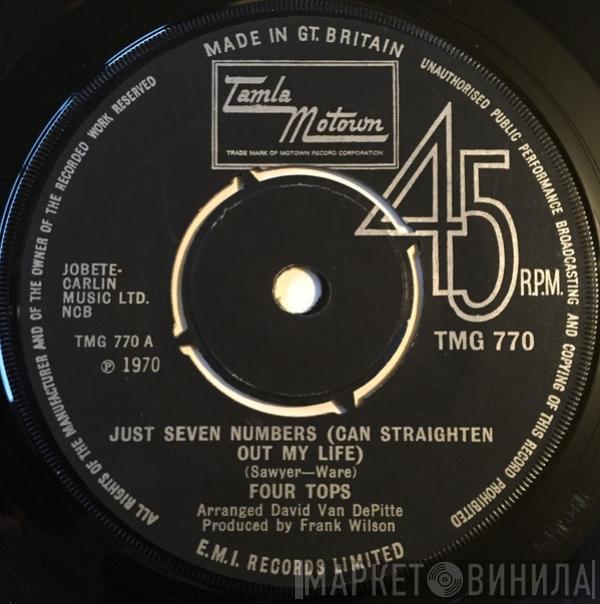 MADE IN GT. BRITAIN
UNAUTHORISED PUBLIC PERFORMANCE BROADCASTING AND COPYING OF THIS RECORD PROHIBITED
ALL RIGHTS OF THE MANUFACTURER AND OF THE OWNER OF THE RECORDED WORK RESERVED
Tamla
Motown
TRADE MARK OF MOTOWN RECORD CORPORATION
45
R.P.M.
JOBETE-
CARLIN
MUSIC LTD.
NCB
TMG 770 A
℗ 1970
TMG 770
JUST SEVEN NUMBERS (CAN STRAIGHTEN
OUT MY LIFE)
(Sawyer—Ware)
FOUR TOPS
Arranged David Van DePitte
Produced by Frank Wilson
E.M.I. RECORDS LIMITED
МАРКЕТ ВИНИЛА